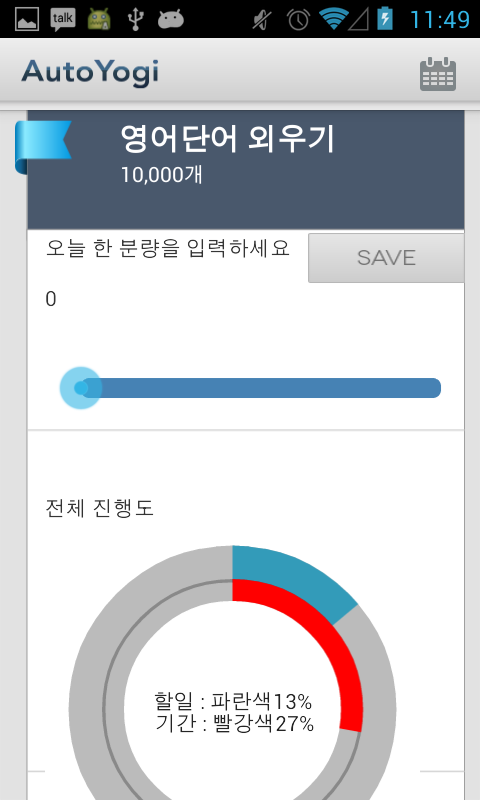 talk
11:49
AutoYogi
영어단어 외우기
10,000개
오늘 한 분량을 입력하세요
SAVE
0
전체 진행도
할일 : 파란색13%
기간 : 빨강색27%